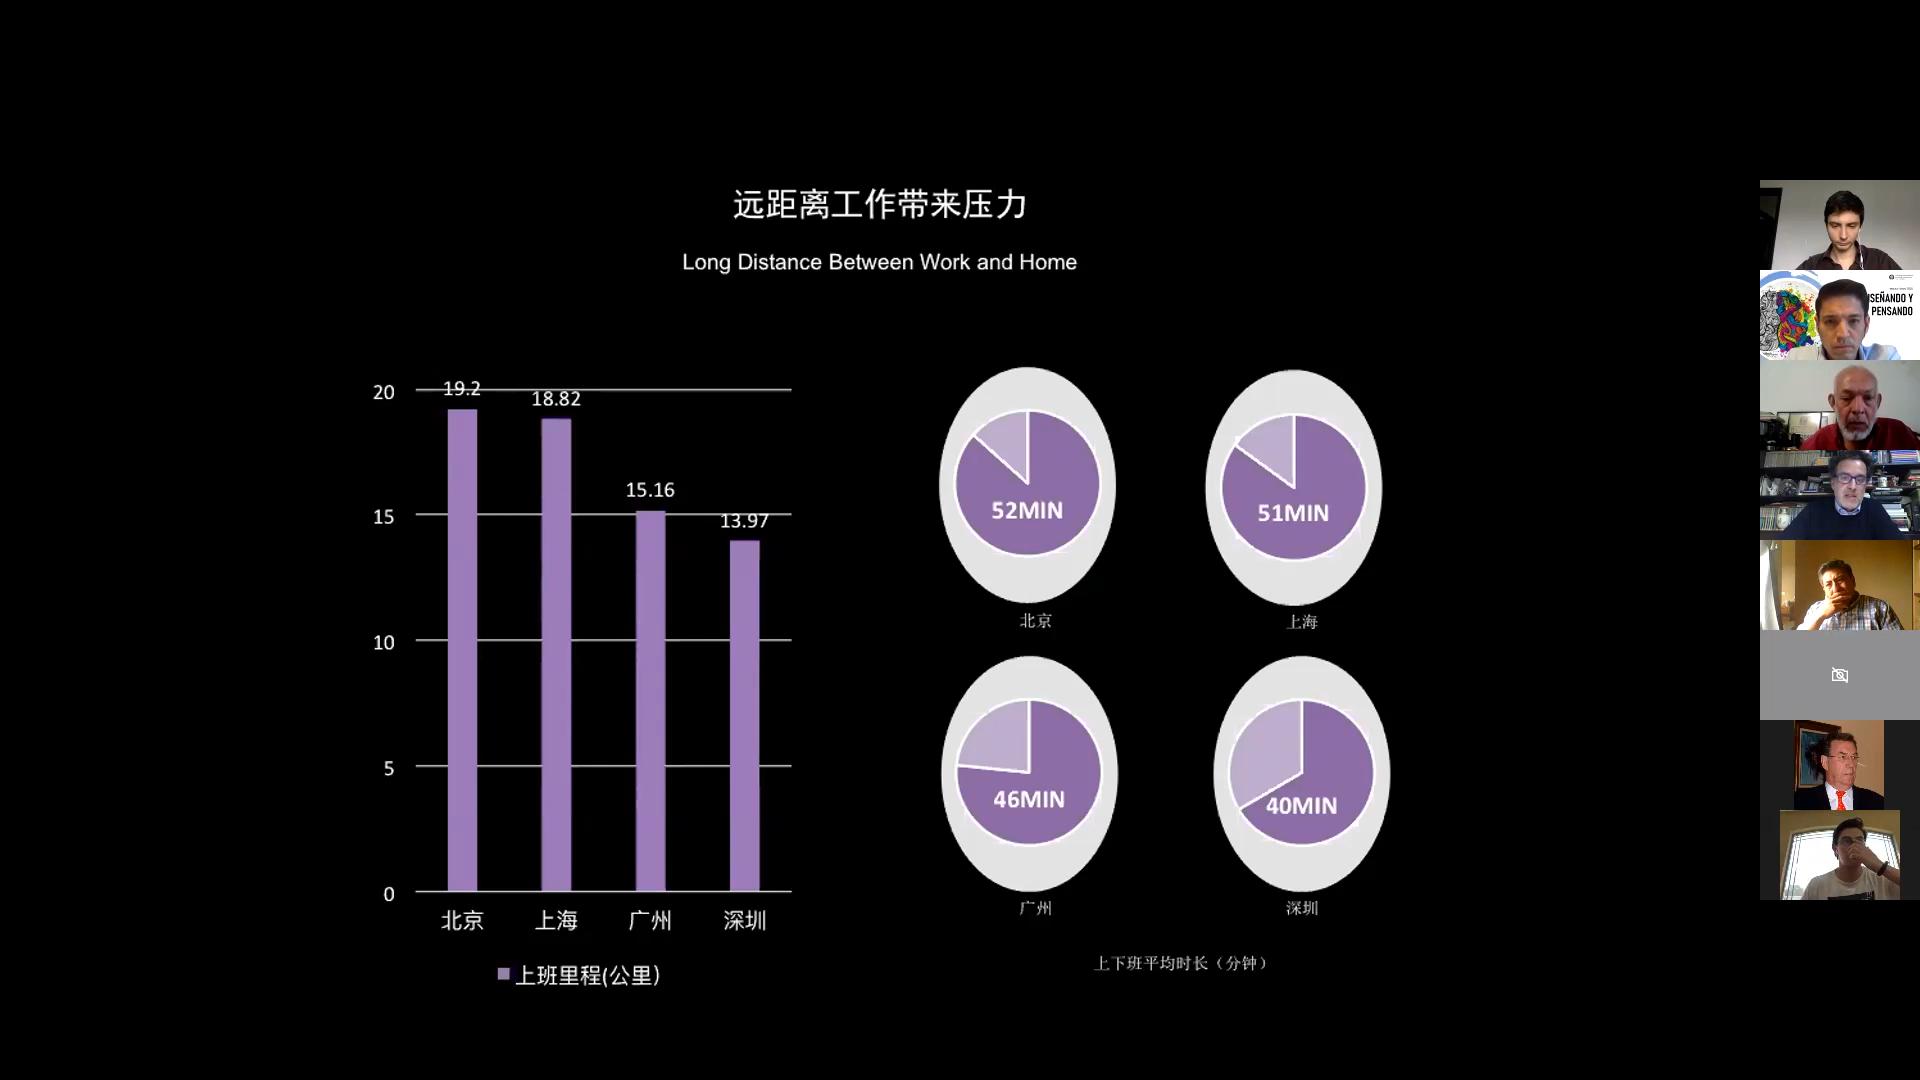 远距离工作带来压力
Long Distance Between Work and Home
20
15
10
5
0
19.2
18.82
15.16
13.97
北京
上海
广州
深圳
上班里程(公里)
52MIN
北京
51MIN
上海
46MIN
广州
40MIN
深圳
上下班平均时长（分钟）
SEÑANDO Y
PENSANDO